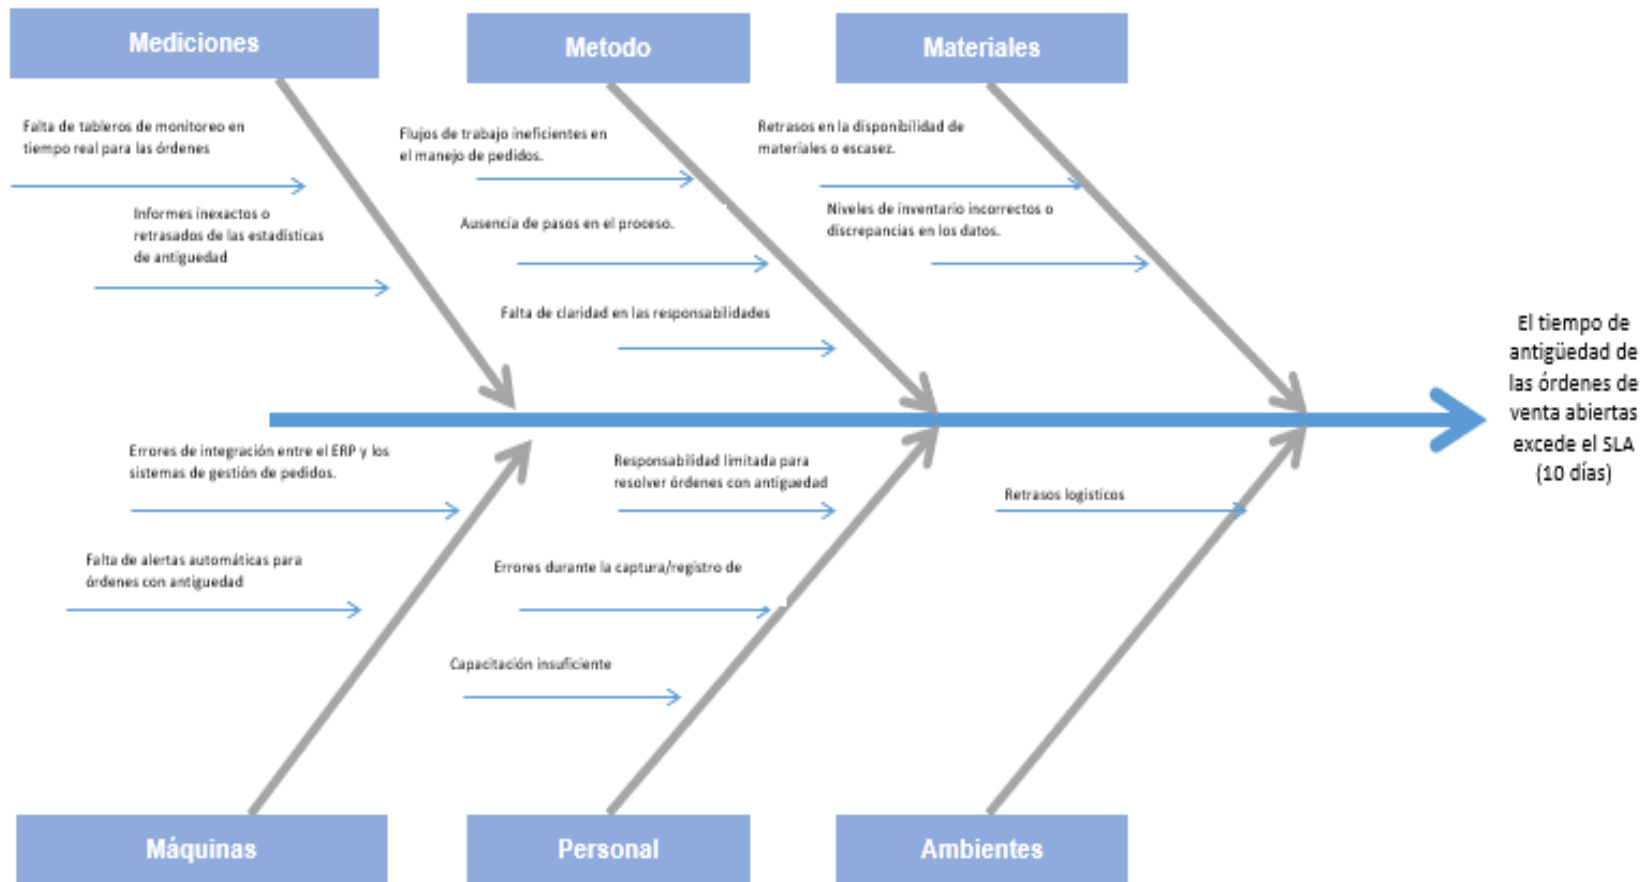 Mediciones
Metodo
Materiales
Falta de tableros de monitoreo en
tiempo real para las órdenes
Informes inexactos o
retrasados de las estadísticas
de antiguedad
Flujos de trabajo ineficientes en
el manejo de pedidos.
Ausencia de pasos en el proceso.
Falta de claridad en las responsabilidades
Retrasos en la disponibilidad de
materiales o escasez.
Niveles de inventario incorrectos o
discrepancias en los datos.
El tiempo de
antigüedad de
las órdenes de
venta abiertas
excede el SLA
(10 días)
Errores de integración entre el ERP y los
sistemas de gestión de pedidos.
Falta de alertas automáticas para
órdenes con antiguedad
Responsabilidad limitada para
resolver órdenes con antiguedad
Errores durante la captura/registro de
Capacitación insuficiente
Retrasos logísticos
Máquinas
Personal
Ambientes